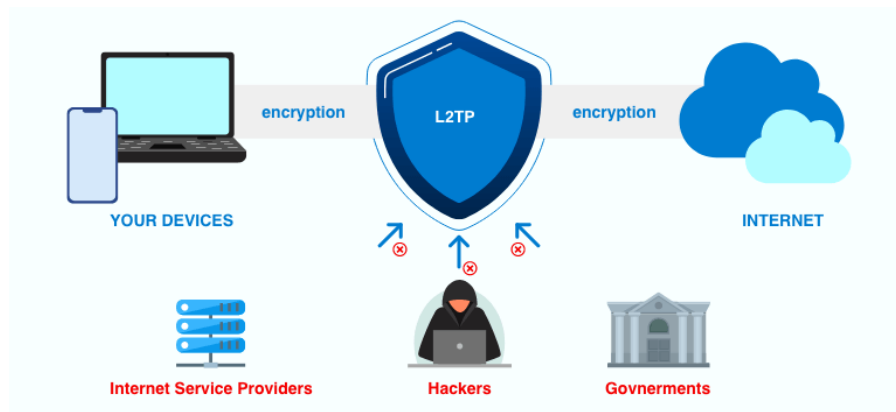 encryption
L2TP
encryption
YOUR DEVICES
INTERNET
Internet Service Providers
Hackers
Govnerments